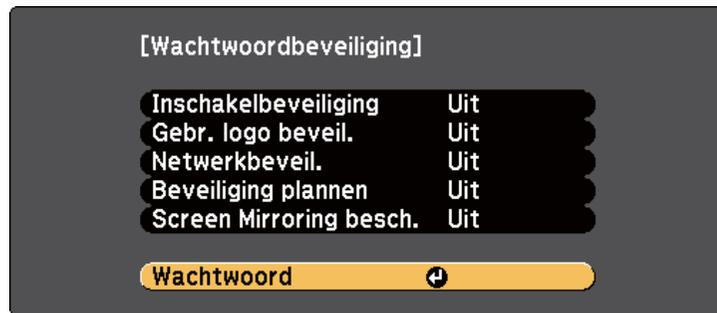 [Wachtwoordbeveiliging]
Inschakelbeveiliging Uit
Gebr. logo beveil. Uit
Netwerkbeveil. Uit
Beveiliging plannen Uit
Screen Mirroring besch. Uit
Wachtwoord